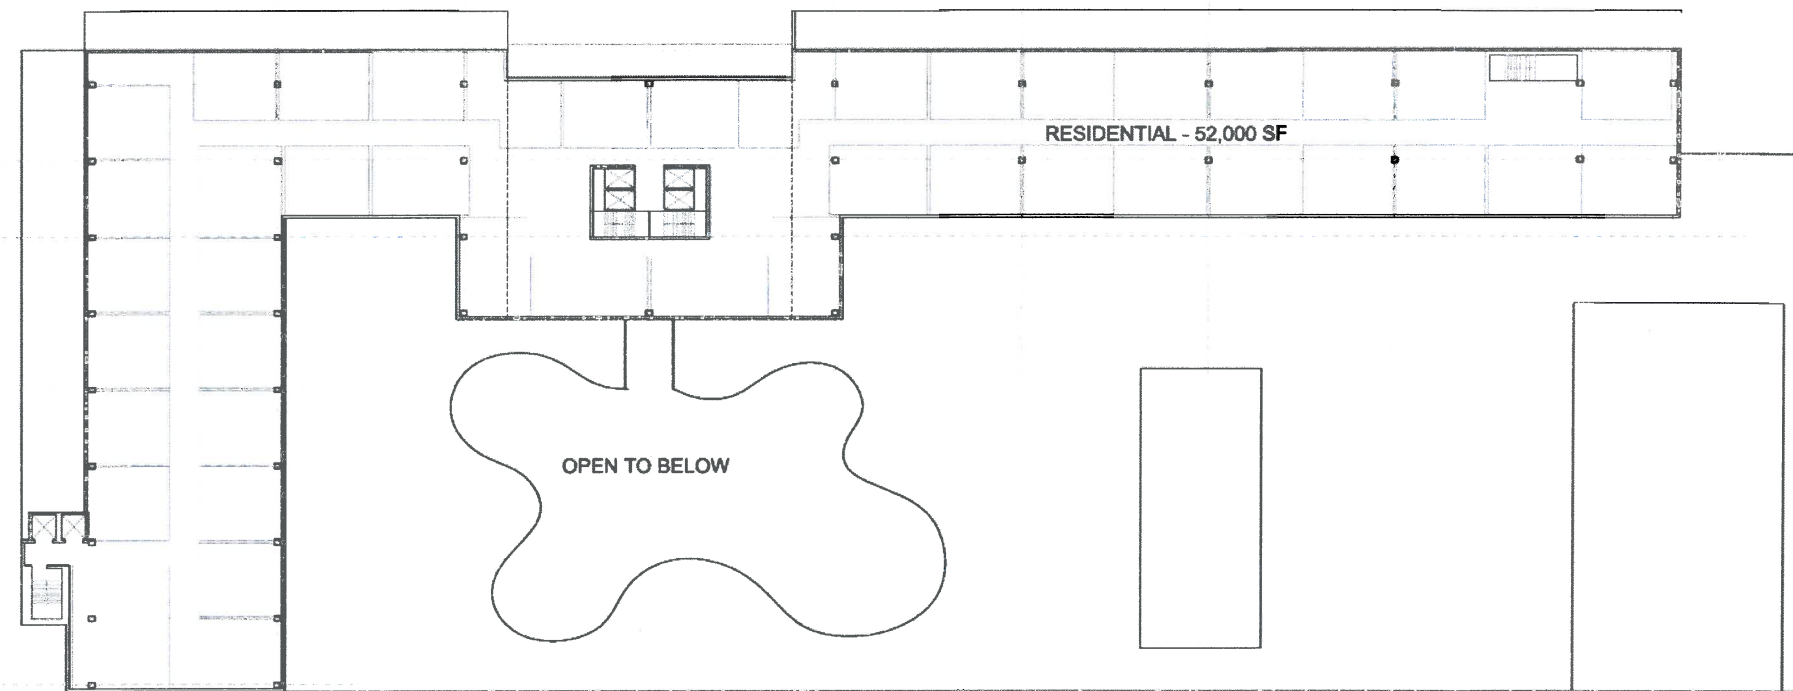 RESIDENTIAL - 52,000 SF
OPEN TO BELOW